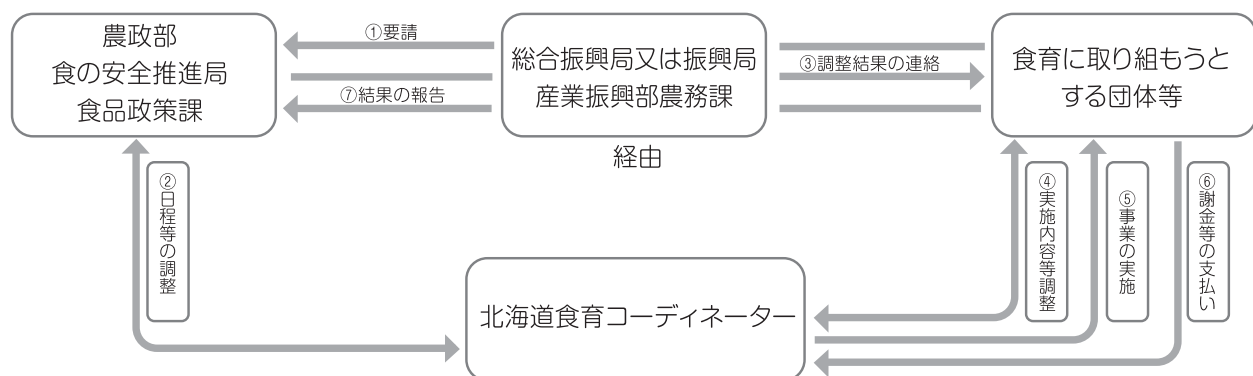 農政部
食の安全推進局
食品政策課
①要請
⑦結果の報告
総合振興局又は振興局
産業振興部農務課
経由
③調整結果の連絡
食育に取り組もうと
する団体等
②日程等の調整
④実施内容等調整
⑤事業の実施
⑥謝金等の支払い
北海道食育コーディネーター